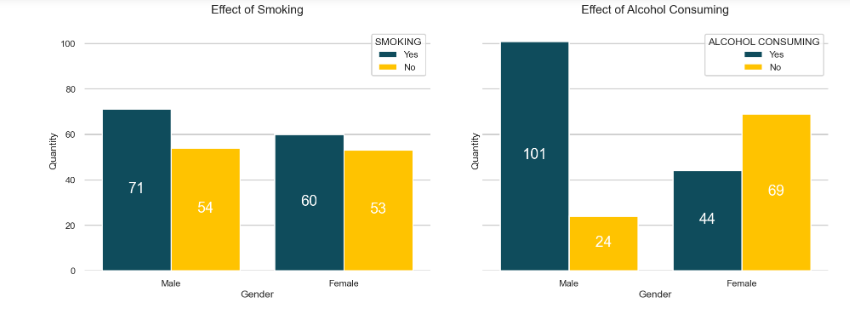 Effect of Smoking
SMOKING
Yes
No
100
80
60
40
20
0
Quantity
71
54
60
53
Male
Female
Gender
Effect of Alcohol Consuming
ALCOHOL CONSUMING
Yes
No
Quantity
101
24
44
69
Male
Female
Gender